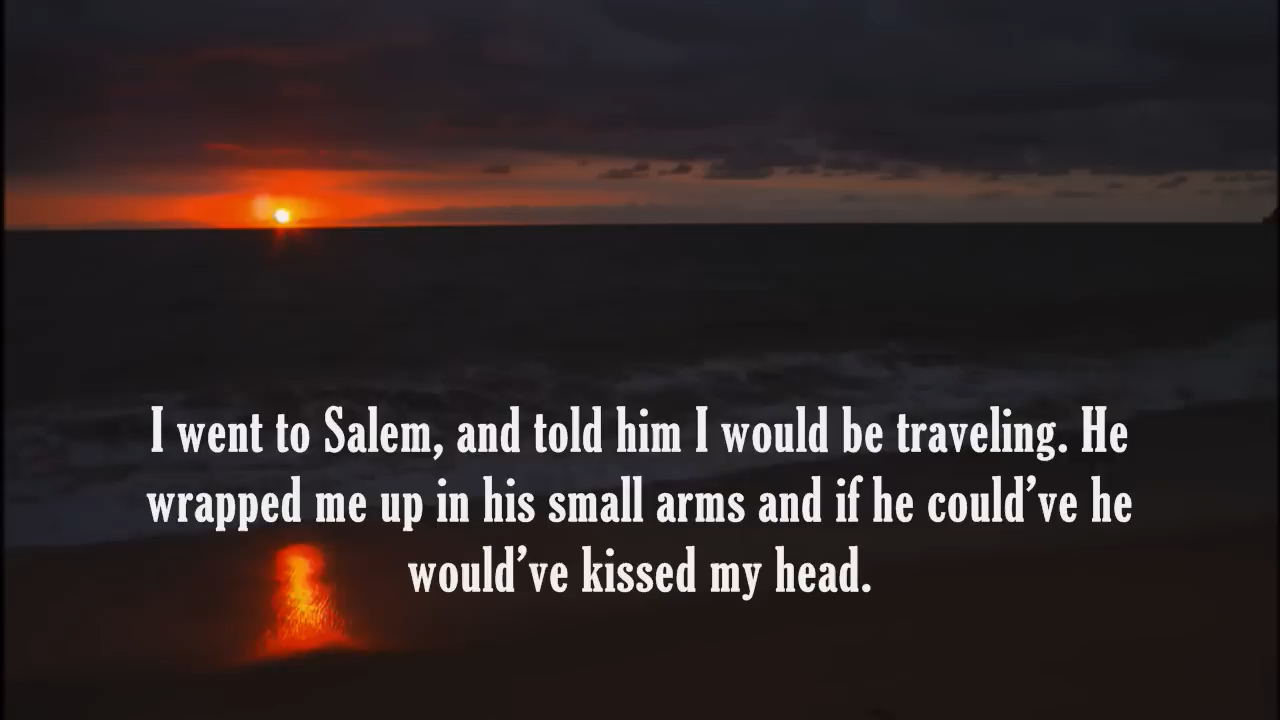 I went to Salem, and told him I would be traveling. He
wrapped me up in his small arms and if he could’ve he
would’ve kissed my head.